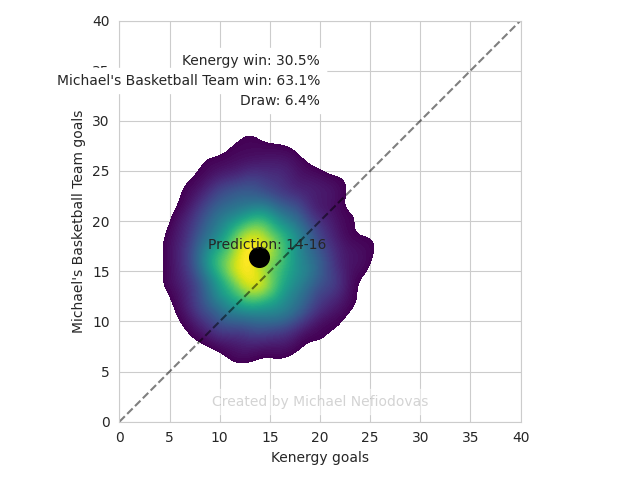 40
35
30
25
20
15
10
5
0
Michael's Basketball Team goals
Kenergy win: 30.5%
Michael's Basketball Team win: 63.1%
Draw: 6.4%
Prediction: 14-16
Created by Michael Nefiodovas
0 5 10 15 20 25 30 35 40
Kenergy goals